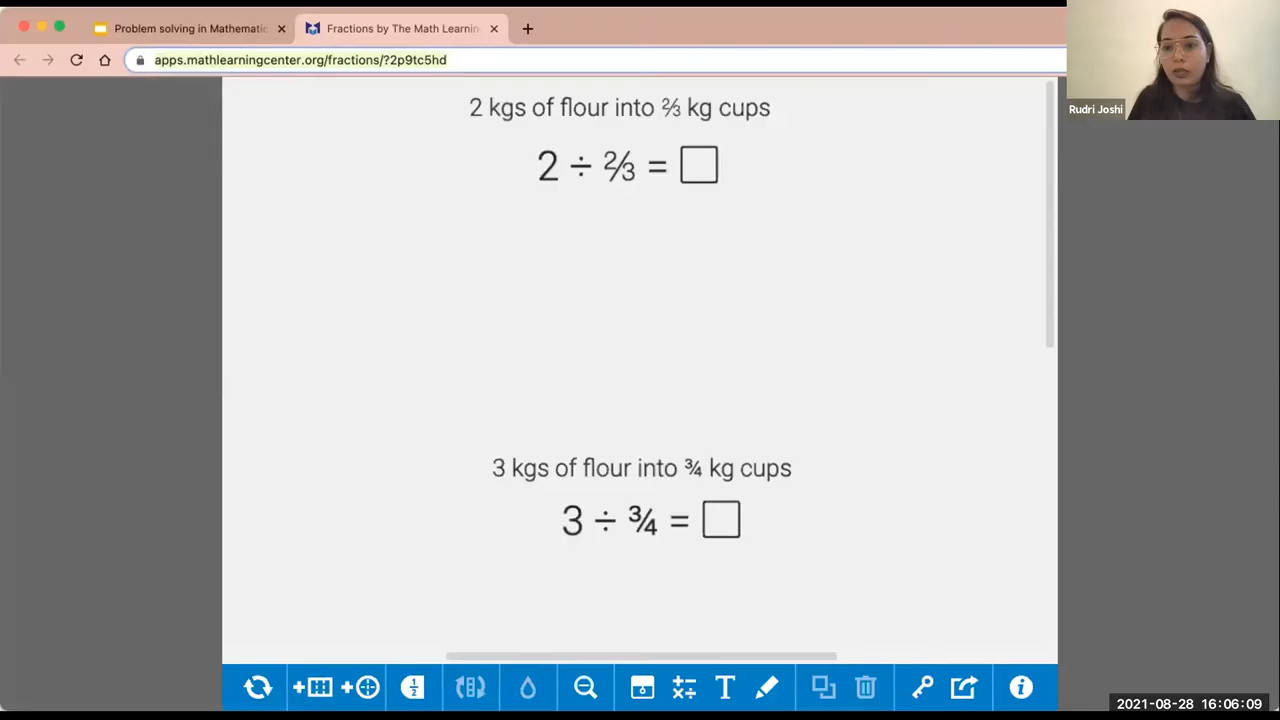 Problem solving in Mathematic
Fractions by The Math Learnin
apps.mathlearningcenter.org/fractions/?2p9tc5hd
Rudri Joshi
2 kgs of flour into ⅔ kg cups
2 ÷ ⅔ = □
3 kgs of flour into ¾ kg cups
3 ÷ ¾ = □
1/2
T
2021-08-28 16:06:09